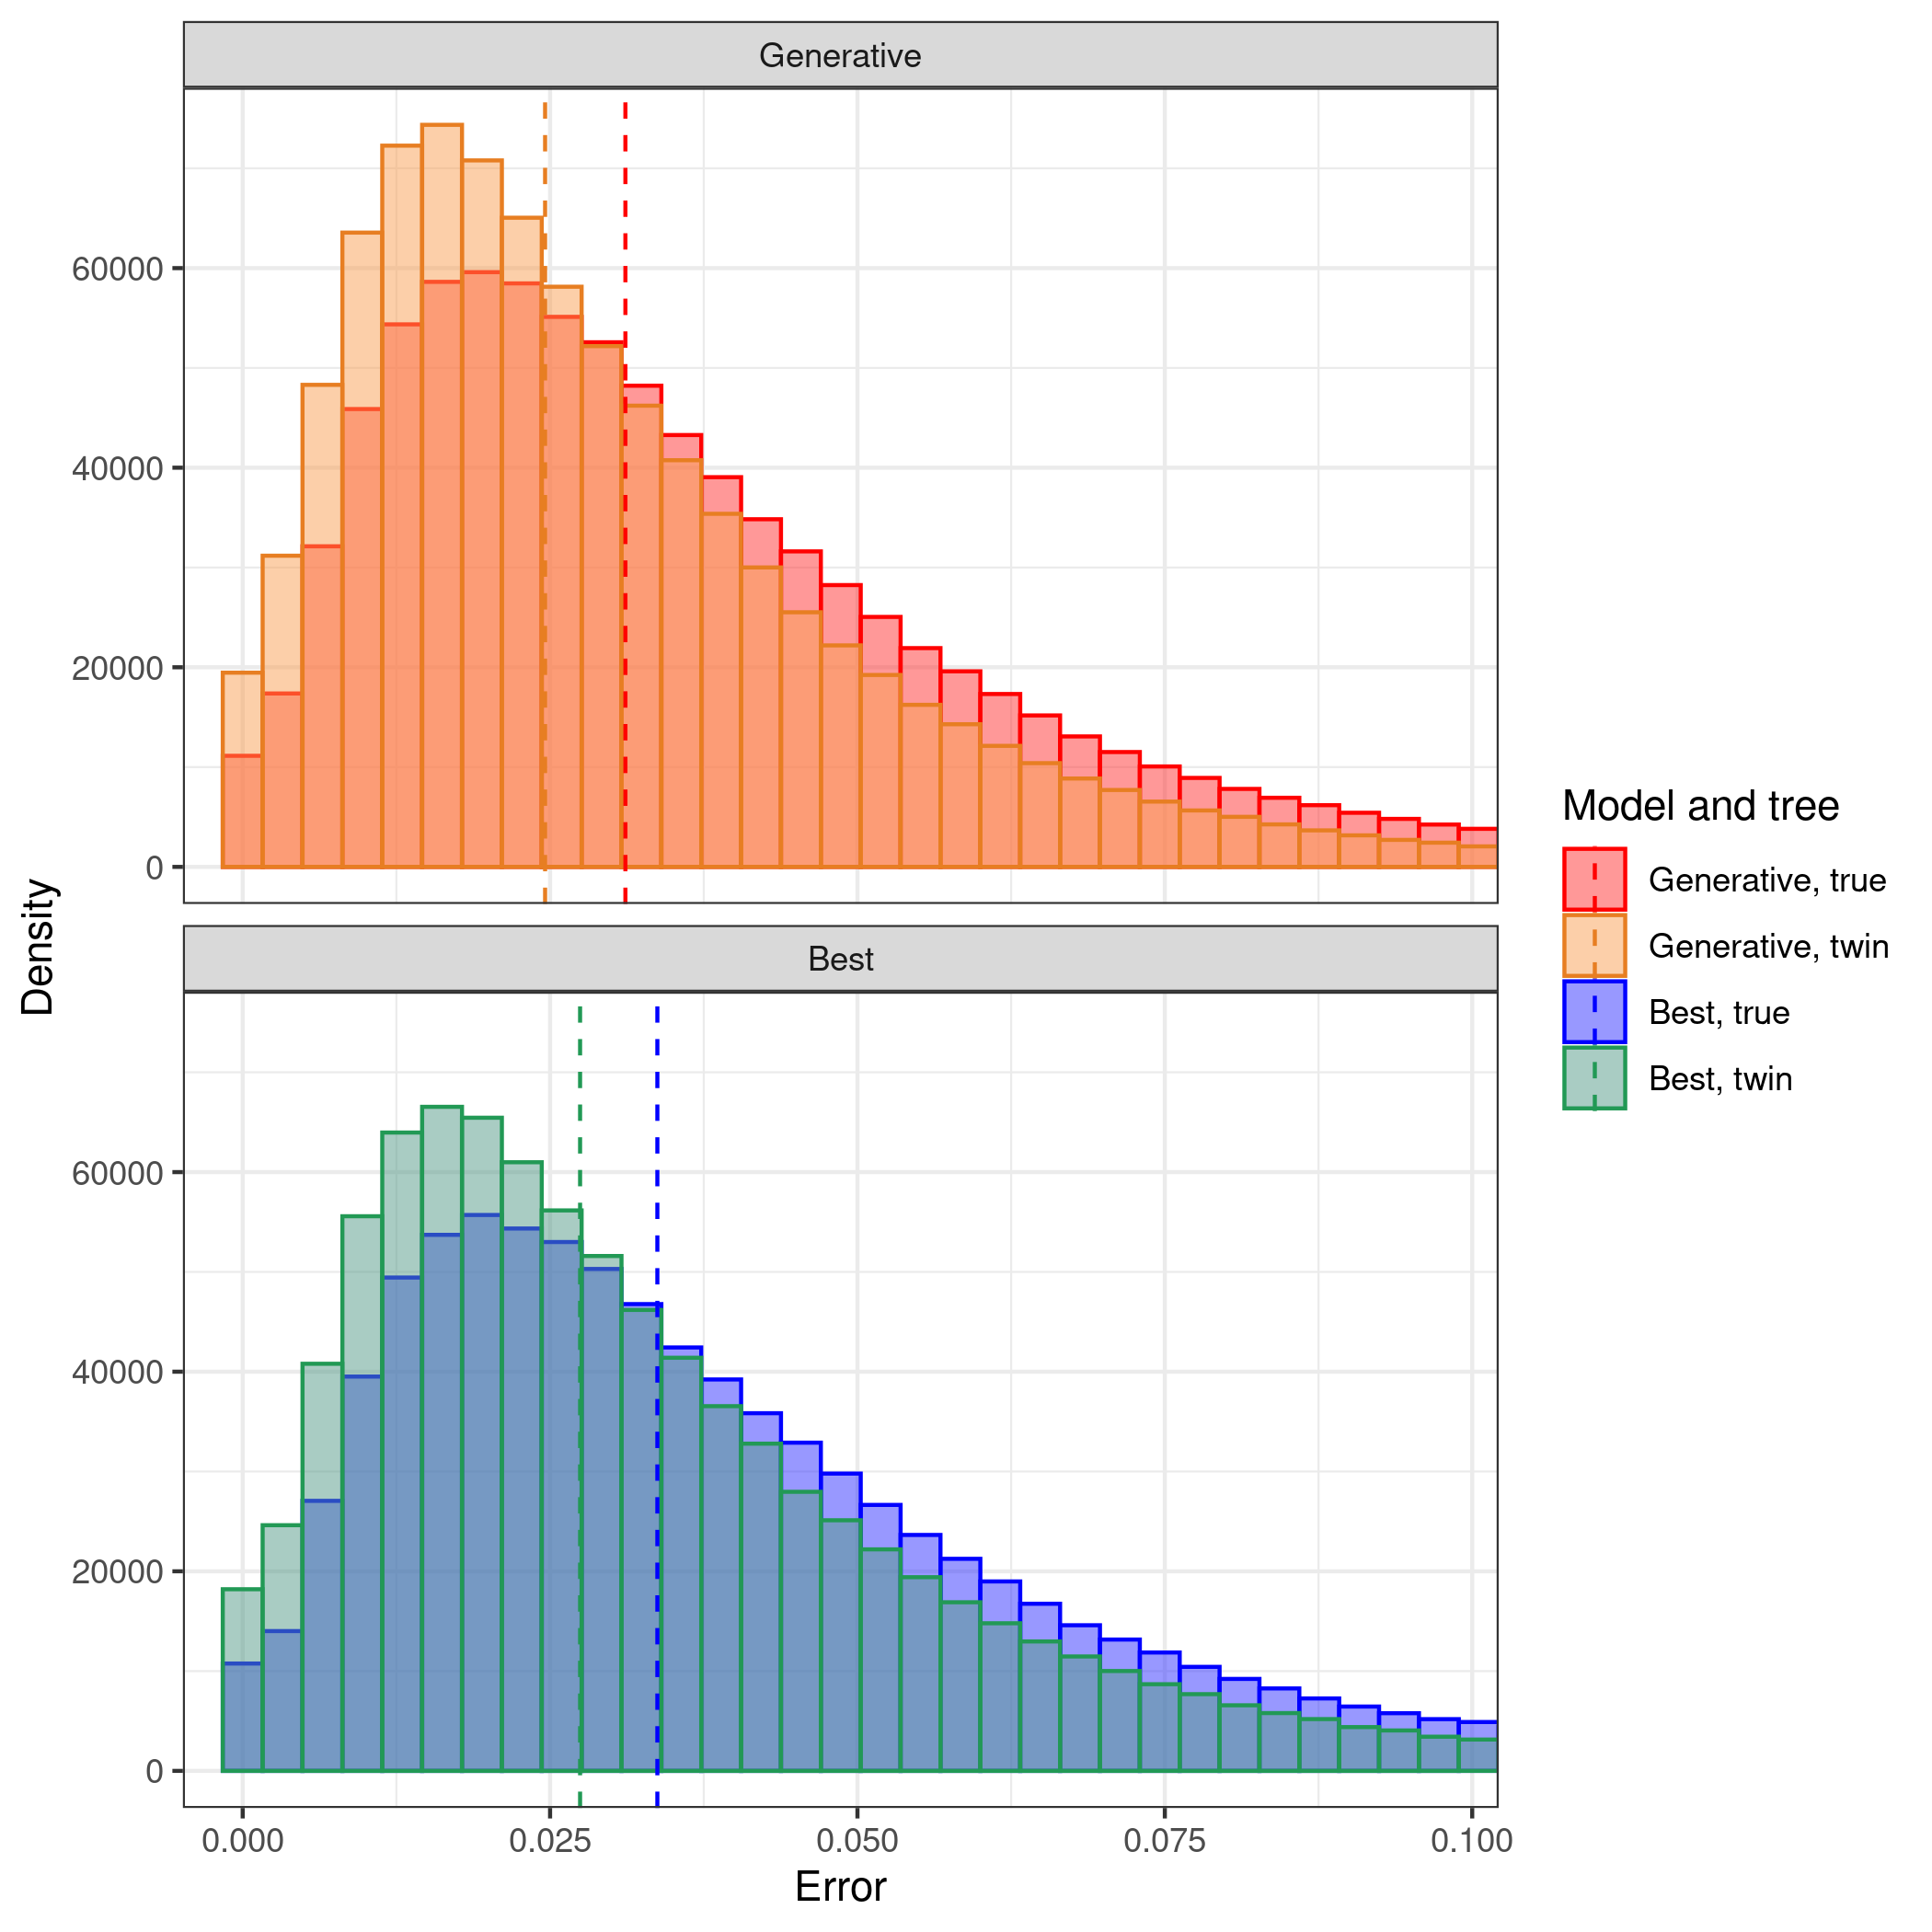 Generative
60000
40000
20000
0
Best
60000
40000
20000
0
0.000 0.025 0.050 0.075 0.100
Error
Density
Model and tree
Generative, true
Generative, twin
Best, true
Best, twin